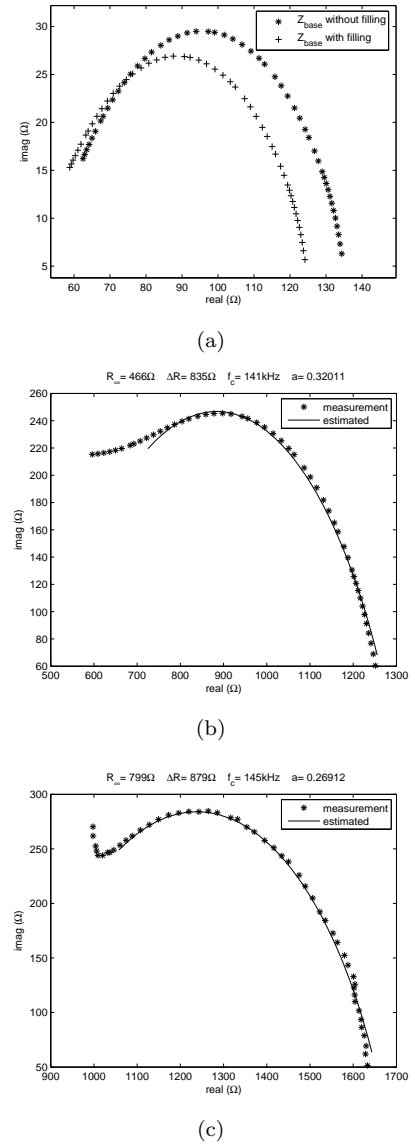 30
25
20
15
10
5
imag (Ω)
Z_base without filling
Z_base with filling
60 70 80 90 100 110 120 130 140
real (Ω)
(a)
R_∞= 466Ω ΔR= 835Ω f_c= 141kHz a= 0.32011
260
240
220
200
180
160
140
120
100
80
60
imag (Ω)
measurement
estimated
500 600 700 800 900 1000 1100 1200 1300
real (Ω)
(b)
R_∞= 799Ω ΔR= 879Ω f_c= 145kHz a= 0.26912
300
250
200
150
100
50
imag (Ω)
measurement
estimated
900 1000 1100 1200 1300 1400 1500 1600 1700
real (Ω)
(c)